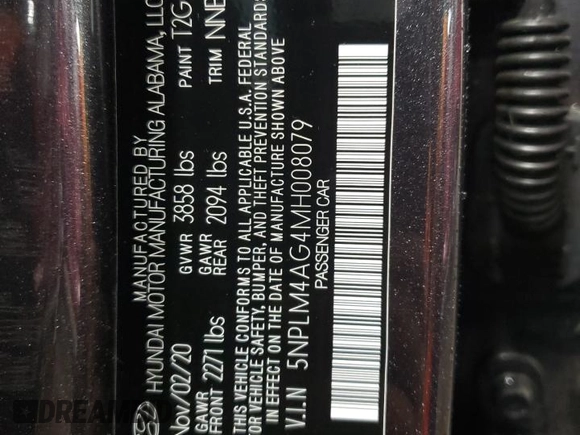 MANUFACTURED BY
HYUNDAI MOTOR MANUFACTURING ALABAMA, LLC
Nov/02/20 GVWR 3858 lbs PAINT T2G
GAWR FRONT 2271 lbs GAWR REAR 2094 lbs TRIM NNB
THIS VEHICLE CONFORMS TO ALL APPLICABLE U.S.A. FEDERAL
MOTOR VEHICLE SAFETY, BUMPER, AND THEFT PREVENTION STANDARDS
IN EFFECT ON THE DATE OF MANUFACTURE SHOWN ABOVE
V.I.N 5NPLM4AG4MH008079
PASSENGER CAR